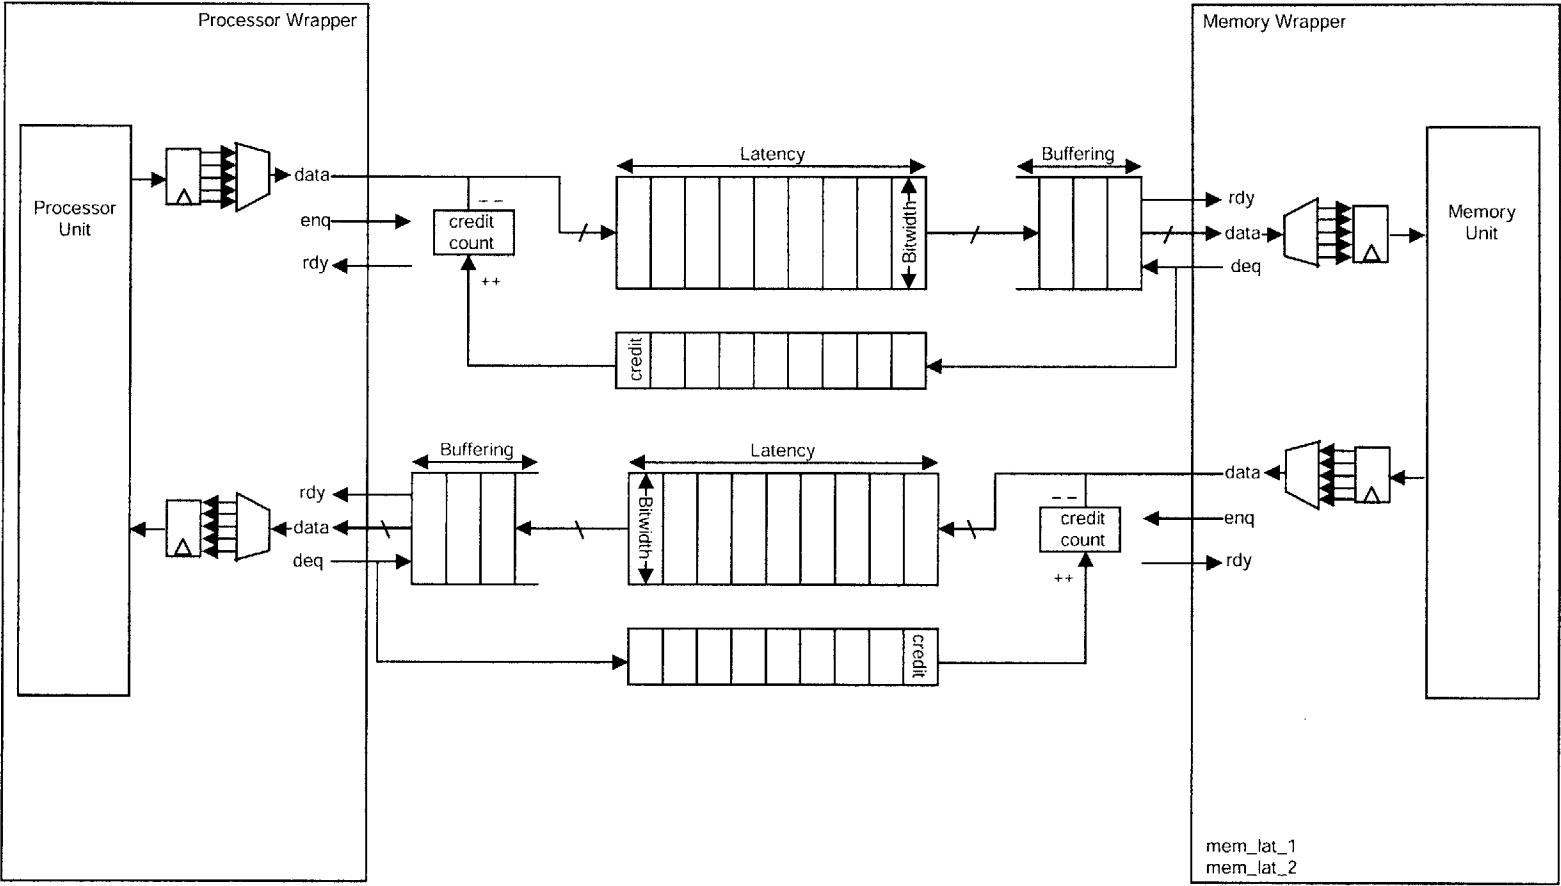 Processor Wrapper
Memory Wrapper
Processor
Unit
data
enq
rdy
credit
count
- -
++
Latency
Bitwidth
Buffering
credit
rdy
data
deq
Memory
Unit
Buffering
Latency
Bitwidth
rdy
data
deq
data
enq
rdy
- -
credit
count
++
credit
mem_lat_1
mem_lat_2